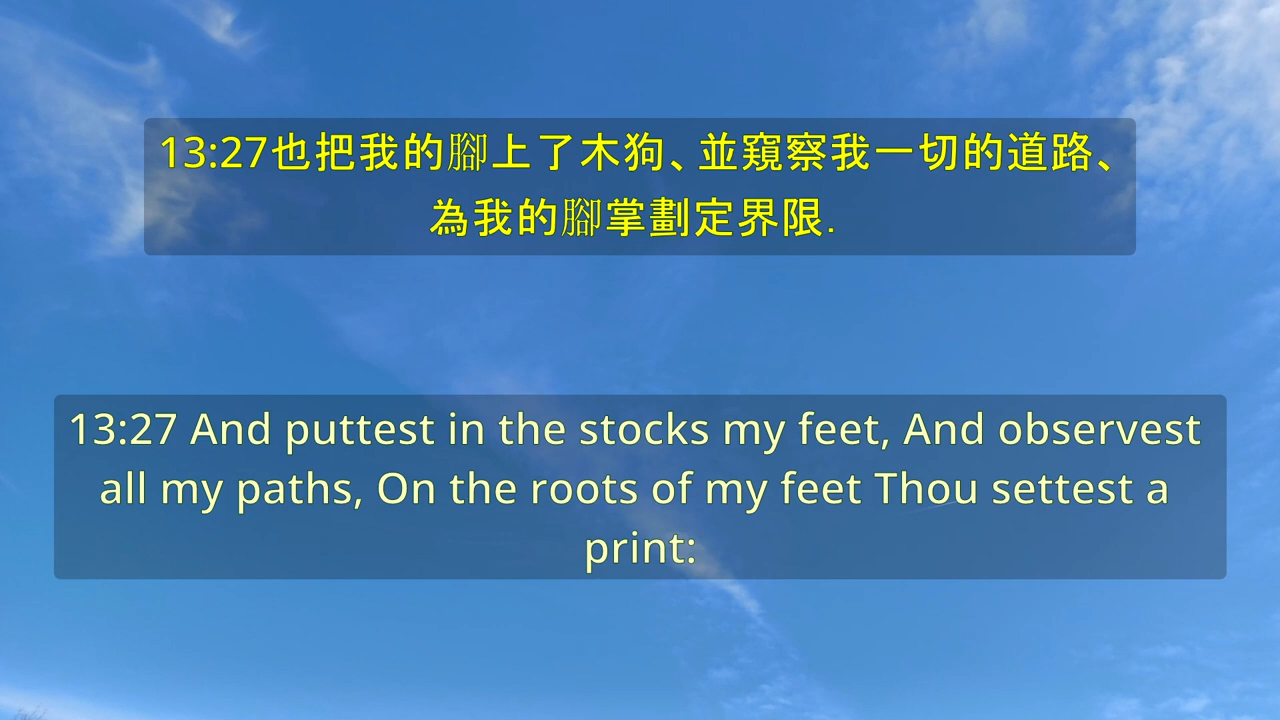 13:27也把我的腳上了木狗、並窺察我一切的道路、
為我的腳掌劃定界限.
13:27 And puttest in the stocks my feet, And observest
all my paths, On the roots of my feet Thou settest a
print: